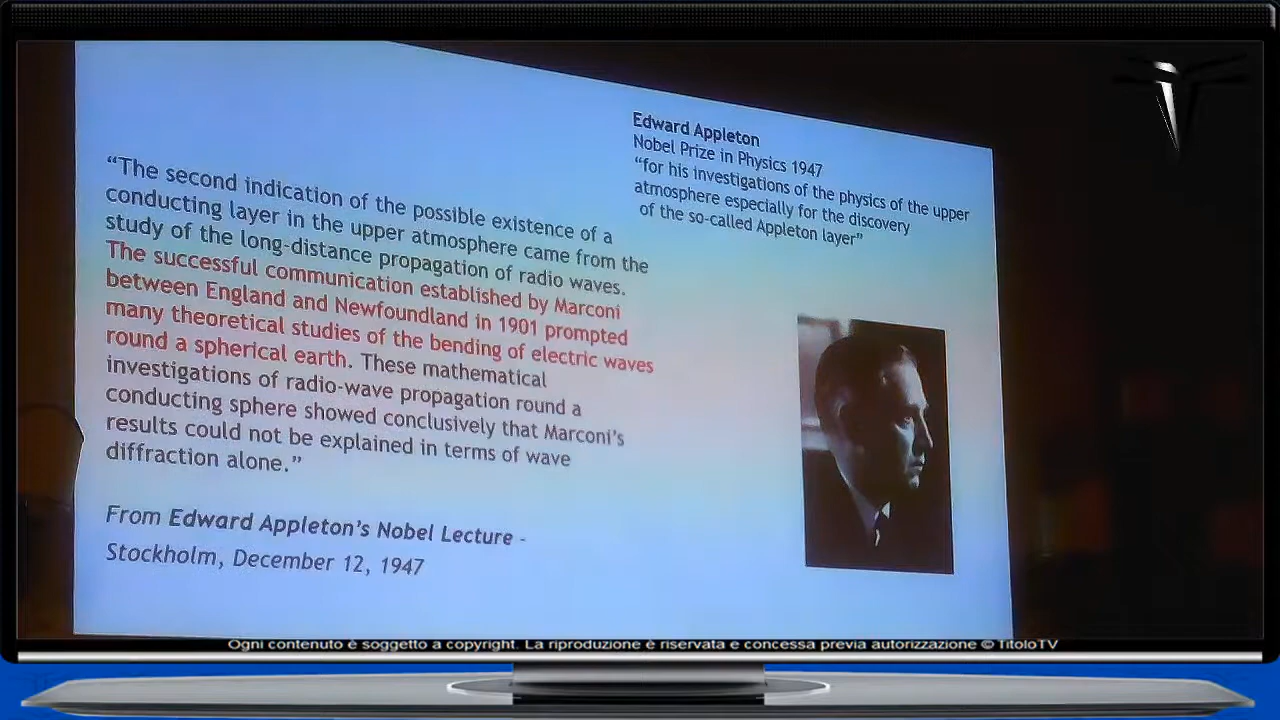 Edward Appleton
Nobel Prize in Physics 1947
“for his investigations of the physics of the upper
atmosphere especially for the discovery
of the so-called Appleton layer”
“The second indication of the possible existence of a
conducting layer in the upper atmosphere came from the
study of the long-distance propagation of radio waves.
The successful communication established by Marconi
between England and Newfoundland in 1901 prompted
many theoretical studies of the bending of electric waves
round a spherical earth. These mathematical
investigations of radio-wave propagation round a
conducting sphere showed conclusively that Marconi’s
results could not be explained in terms of wave
diffraction alone.”
From Edward Appleton’s Nobel Lecture -
Stockholm, December 12, 1947
Ogni contenuto è soggetto a copyright. La riproduzione è riservata e concessa previa autorizzazione © TitoloTV